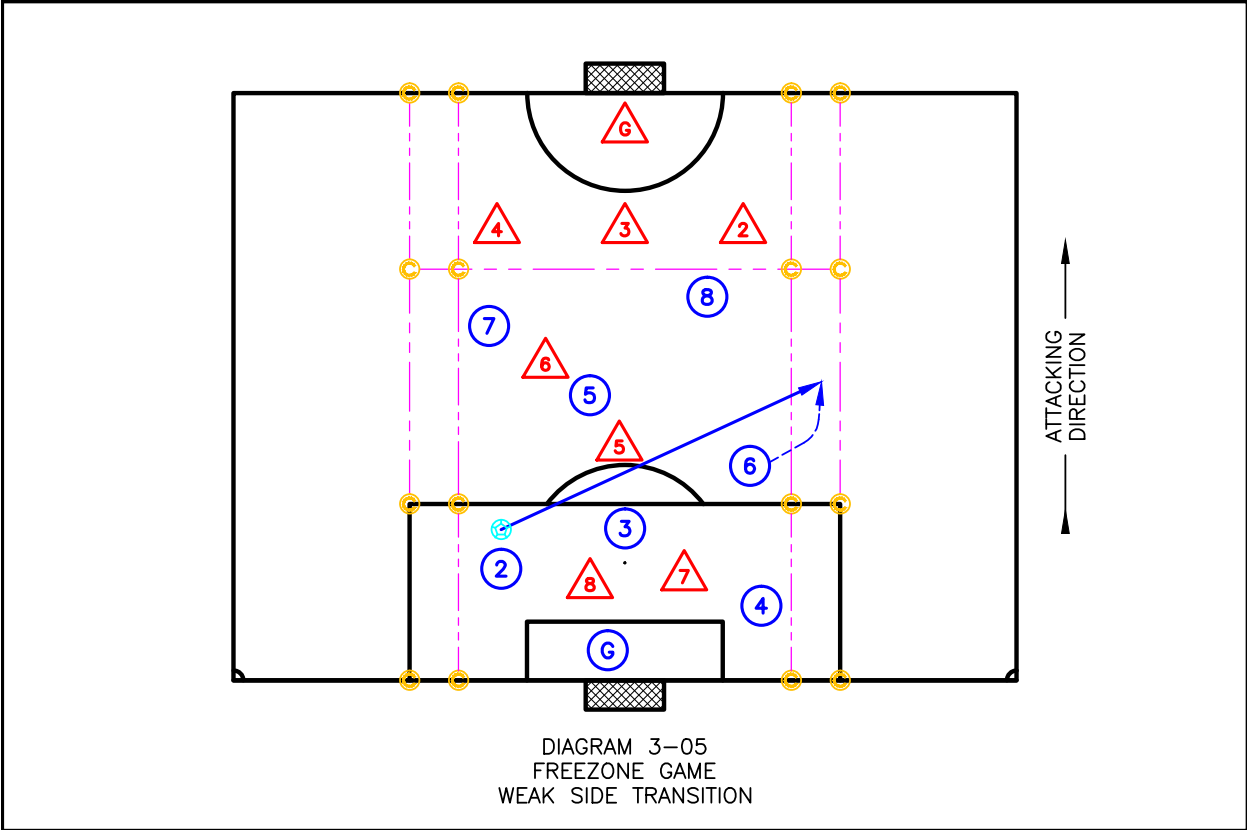 G
4 3 2
8
7
6
5
5
6
3
2
8 7
4
G
ATTACKING
DIRECTION
DIAGRAM 3-05
FREEZONE GAME
WEAK SIDE TRANSITION